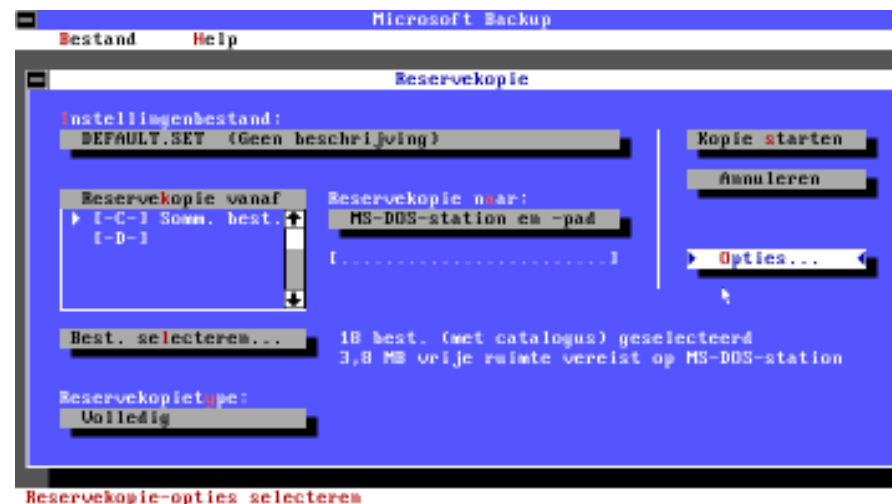 Microsoft Backup
Bestand Help
Reservekopie
Instellingenbestand:
DEFAULT.SET (Geen beschrijving)
Kopie starten
Annuleren
Reservekopie vanaf
[-C-] Somm. best.
[-D-]
Reservekopie naar:
MS-DOS-station en -pad
[........................]
Opties...
Best. selecteren...
18 best. (met catalogus) geselecteerd
3,8 MB vrije ruimte vereist op MS-DOS-station
Reservekopietype:
Volledig
Reservekopie-opties selecteren